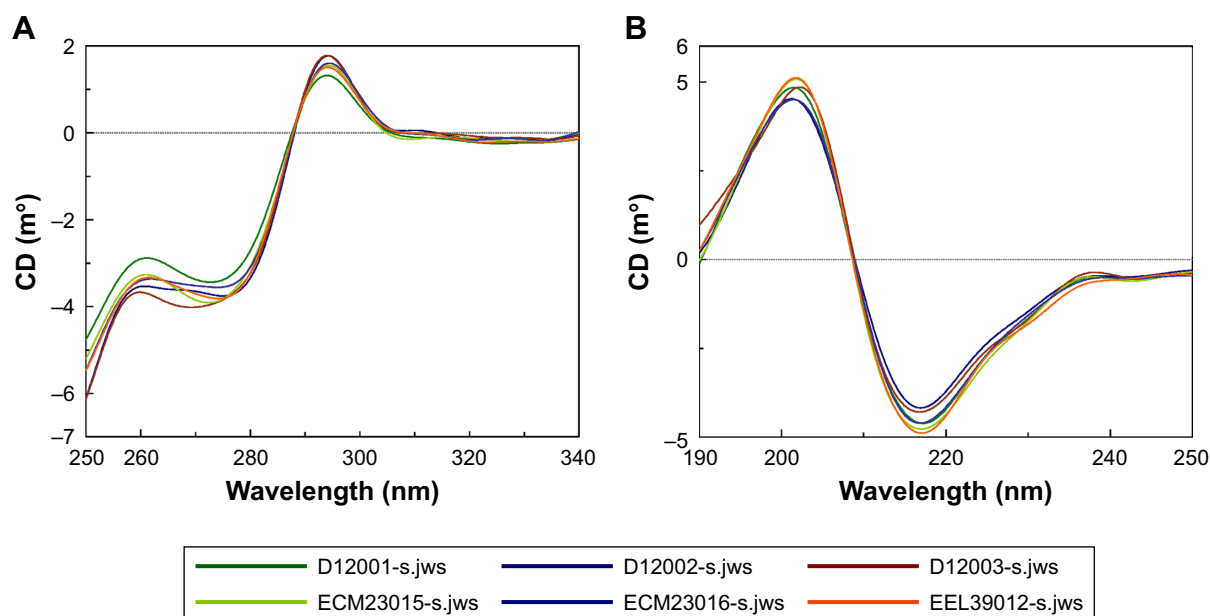 A
B
2
0
–2
–4
–6
–7
CD (m°)
250 260 280 300 320 340
Wavelength (nm)
6
5
0
–5
CD (m°)
190 200 220 240 250
Wavelength (nm)
D12001-s.jws D12002-s.jws D12003-s.jws
ECM23015-s.jws ECM23016-s.jws EEL39012-s.jws